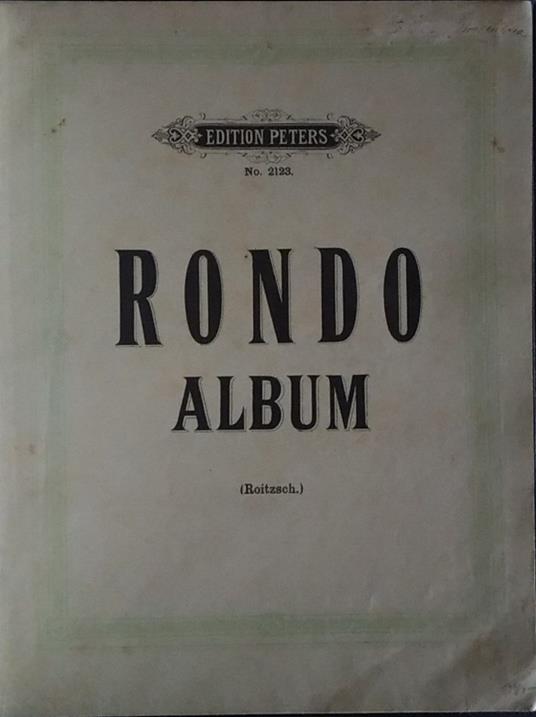 EDITION PETERS
No. 2123.
RONDO
ALBUM
(Roitzsch.)